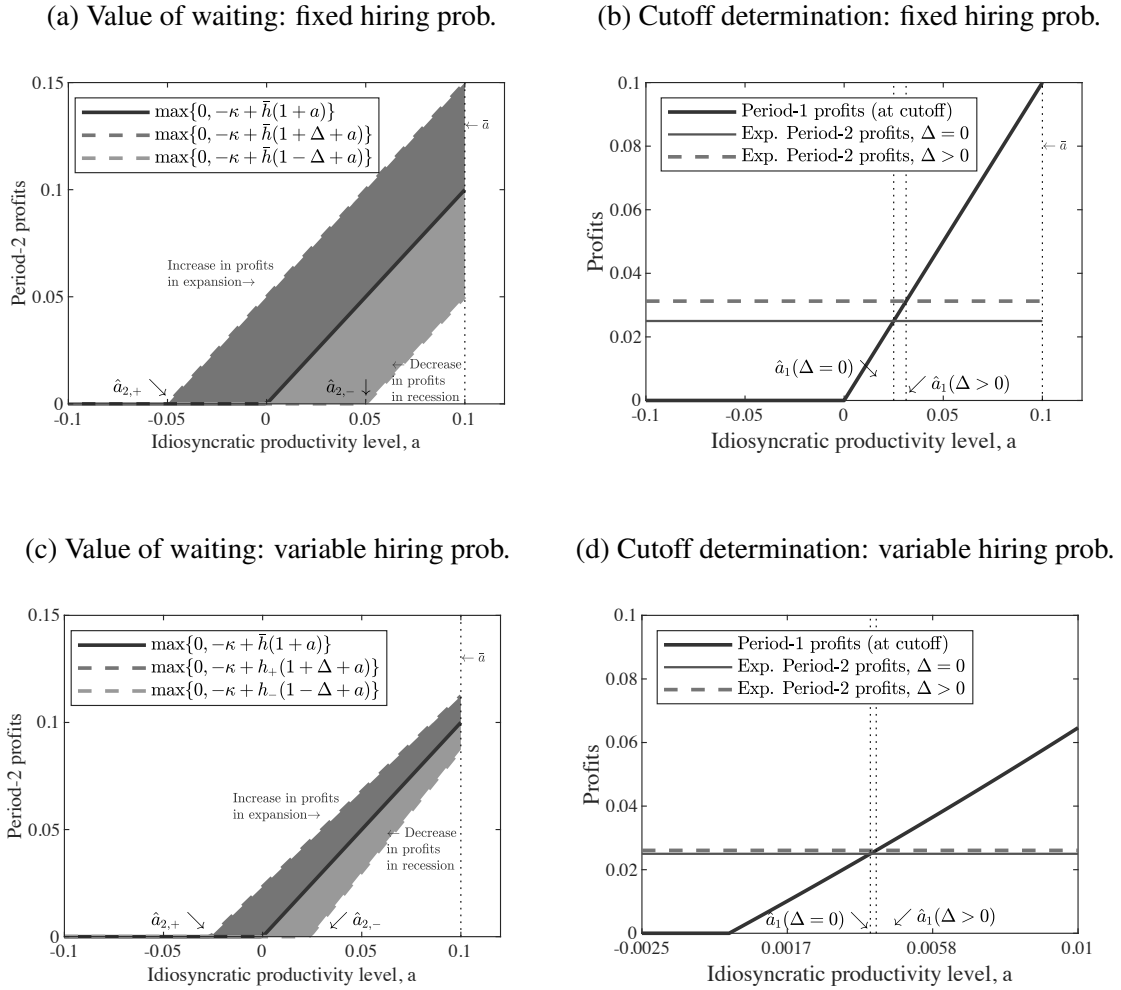 (a) Value of waiting: fixed hiring prob.
0.15
0.1
0.05
0
-0.1
-0.05
0
0.05
0.1
Period-2 profits
Idiosyncratic productivity level, a
max{0, −κ + h̄(1 + a)}
max{0, −κ + h̄(1 + Δ + a)}
max{0, −κ + h̄(1 − Δ + a)}
← ā
Increase in profits
in expansion→
← Decrease
in profits
in recession
â₂,₊ ↘
â₂,₋ ↓
(b) Cutoff determination: fixed hiring prob.
0.1
0.08
0.06
0.04
0.02
0
-0.1
-0.05
0
0.05
0.1
Profits
Idiosyncratic productivity level, a
Period-1 profits (at cutoff)
Exp. Period-2 profits, Δ = 0
Exp. Period-2 profits, Δ > 0
← ā
â₁(Δ = 0) ↘
↙ â₁(Δ > 0)
(c) Value of waiting: variable hiring prob.
0.15
0.1
0.05
0
-0.1
-0.05
0
0.05
0.1
Period-2 profits
Idiosyncratic productivity level, a
max{0, −κ + h̄(1 + a)}
max{0, −κ + h₊(1 + Δ + a)}
max{0, −κ + h₋(1 − Δ + a)}
← ā
Increase in profits
in expansion→
← Decrease
in profits
in recession
â₂,₊ ↘
↙ â₂,₋
(d) Cutoff determination: variable hiring prob.
0.1
0.08
0.06
0.04
0.02
0
-0.0025
0.0017
0.0058
0.01
Profits
Idiosyncratic productivity level, a
Period-1 profits (at cutoff)
Exp. Period-2 profits, Δ = 0
Exp. Period-2 profits, Δ > 0
â₁(Δ = 0) ↘
↙ â₁(Δ > 0)